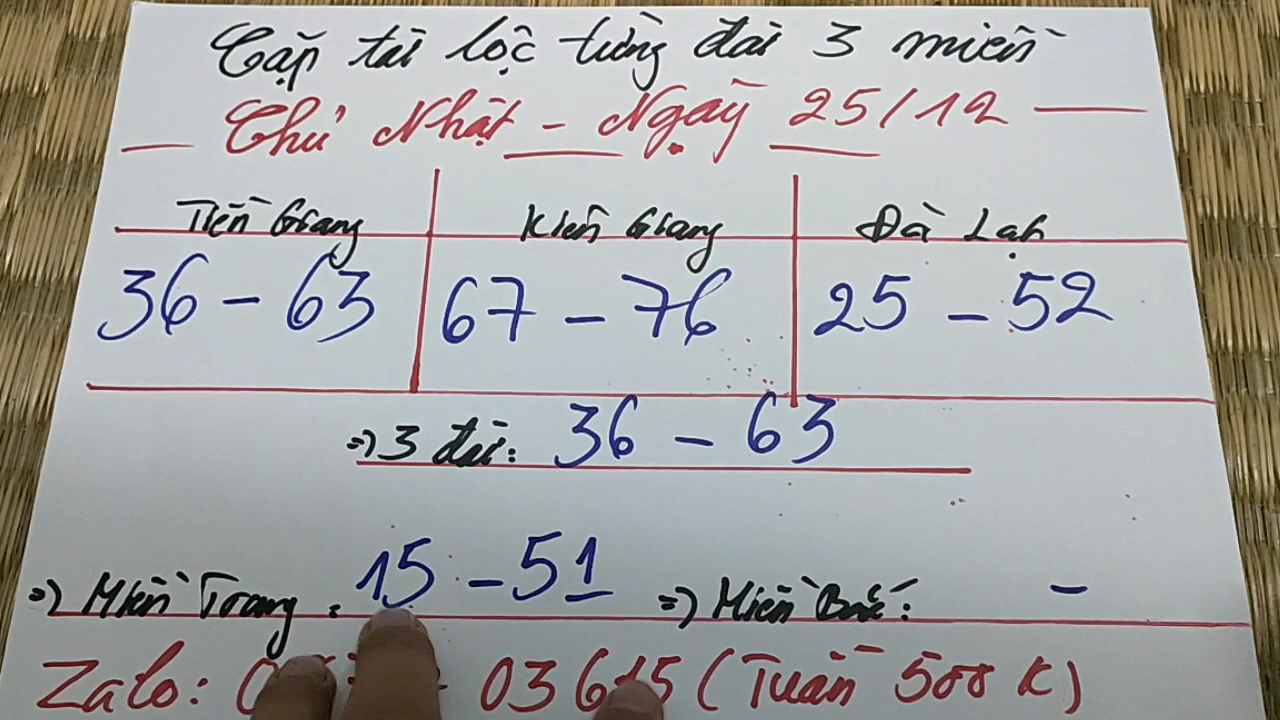 Cặp tài lộc từng đài 3 miền
Chủ Nhật - Ngày 25/12
Tiền Giang Kiên Giang Đà Lạt
36 - 63 67 - 76 25 - 52
=> 3 đài: 36 - 63
=> Miền Trung: 15 - 51 => Miền Bắc: -
Zalo: 03615 (Tuần 500 K)